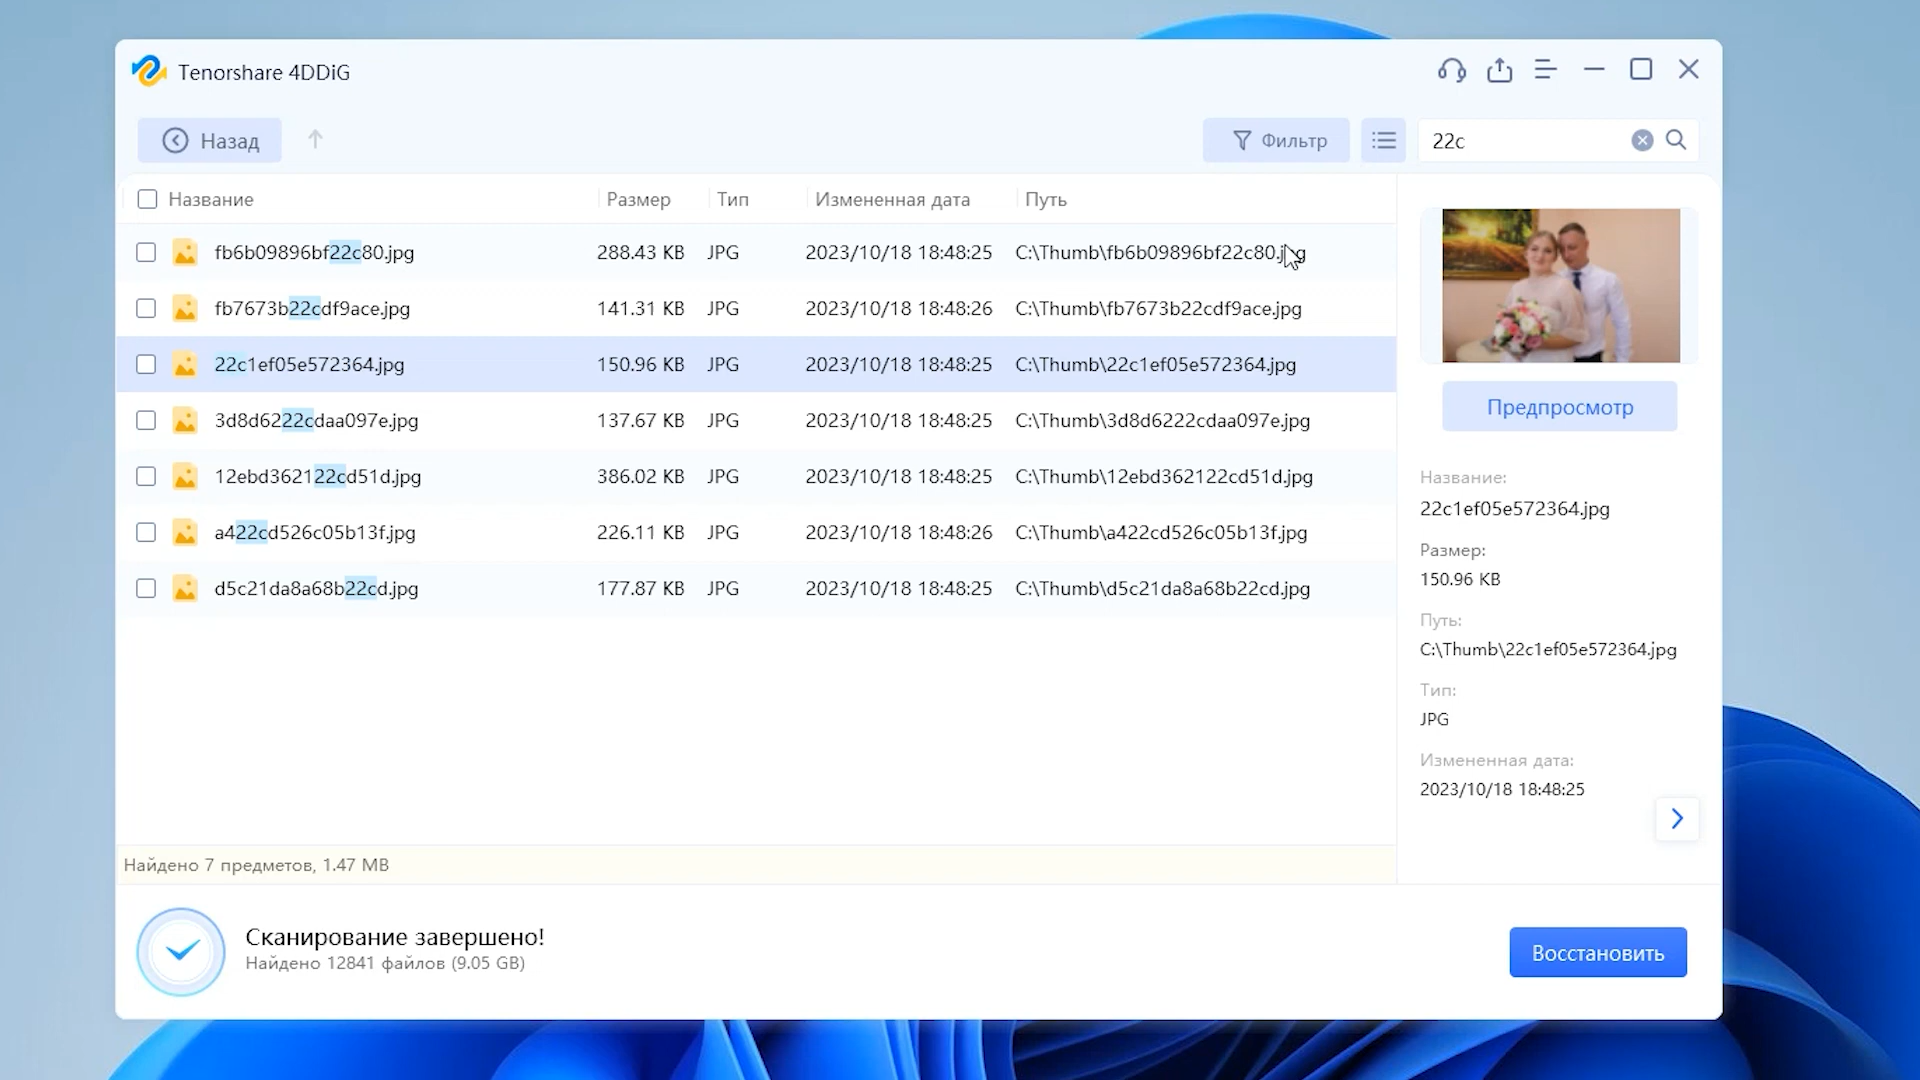 Tenorshare 4DDiG
Назад
Фильтр
22c
Название Размер Тип Измененная дата Путь
fb6b09896bf22c80.jpg 288.43 KB JPG 2023/10/18 18:48:25 C:\Thumb\fb6b09896bf22c80.jpg
fb7673b22cdf9ace.jpg 141.31 KB JPG 2023/10/18 18:48:26 C:\Thumb\fb7673b22cdf9ace.jpg
22c1ef05e572364.jpg 150.96 KB JPG 2023/10/18 18:48:25 C:\Thumb\22c1ef05e572364.jpg
3d8d6222cdaa097e.jpg 137.67 KB JPG 2023/10/18 18:48:25 C:\Thumb\3d8d6222cdaa097e.jpg
12ebd362122cd51d.jpg 386.02 KB JPG 2023/10/18 18:48:25 C:\Thumb\12ebd362122cd51d.jpg
a422cd526c05b13f.jpg 226.11 KB JPG 2023/10/18 18:48:26 C:\Thumb\a422cd526c05b13f.jpg
d5c21da8a68b22cd.jpg 177.87 KB JPG 2023/10/18 18:48:25 C:\Thumb\d5c21da8a68b22cd.jpg
Предпросмотр
Название:
22c1ef05e572364.jpg
Размер:
150.96 KB
Путь:
C:\Thumb\22c1ef05e572364.jpg
Тип:
JPG
Измененная дата:
2023/10/18 18:48:25
Найдено 7 предметов, 1.47 MB
Сканирование завершено!
Найдено 12841 файлов (9.05 GB)
Восстановить